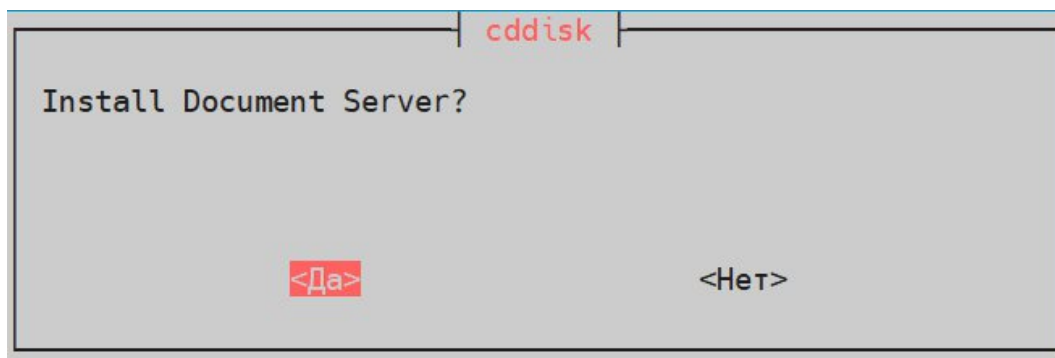 cddisk
Install Document Server?
<Да> <Нет>